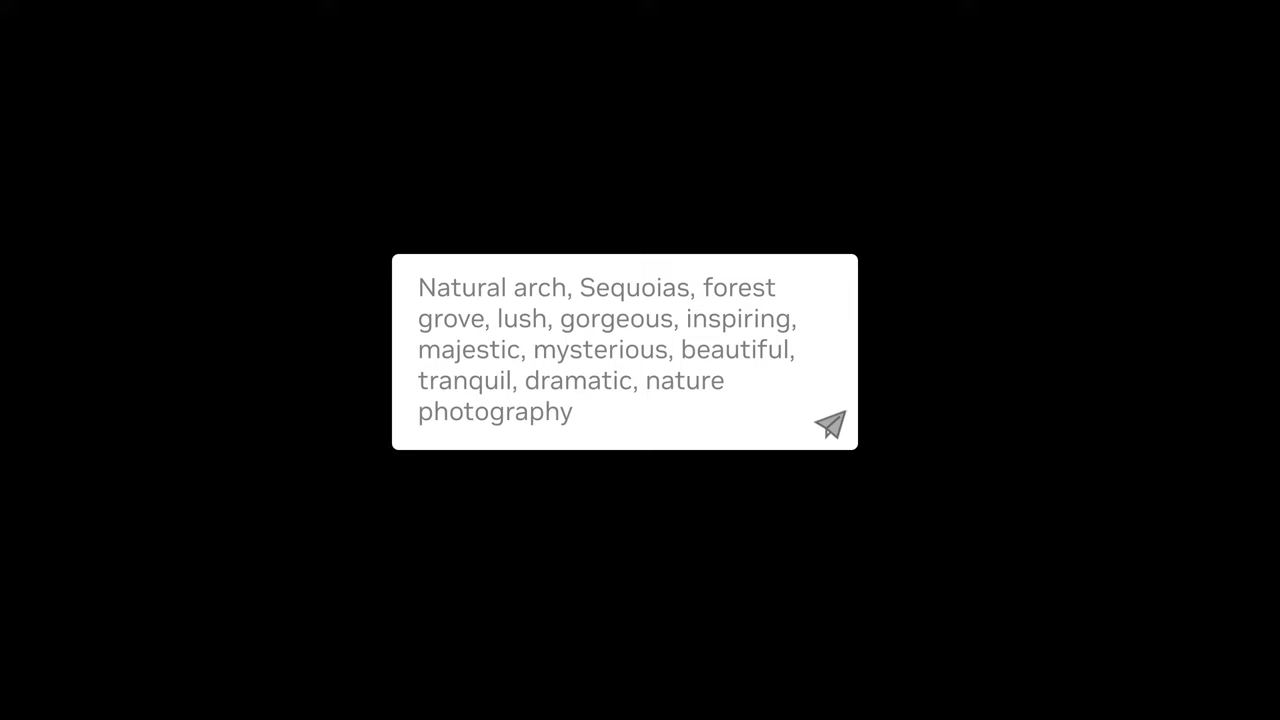 Natural arch, Sequoias, forest
grove, lush, gorgeous, inspiring,
majestic, mysterious, beautiful,
tranquil, dramatic, nature
photography